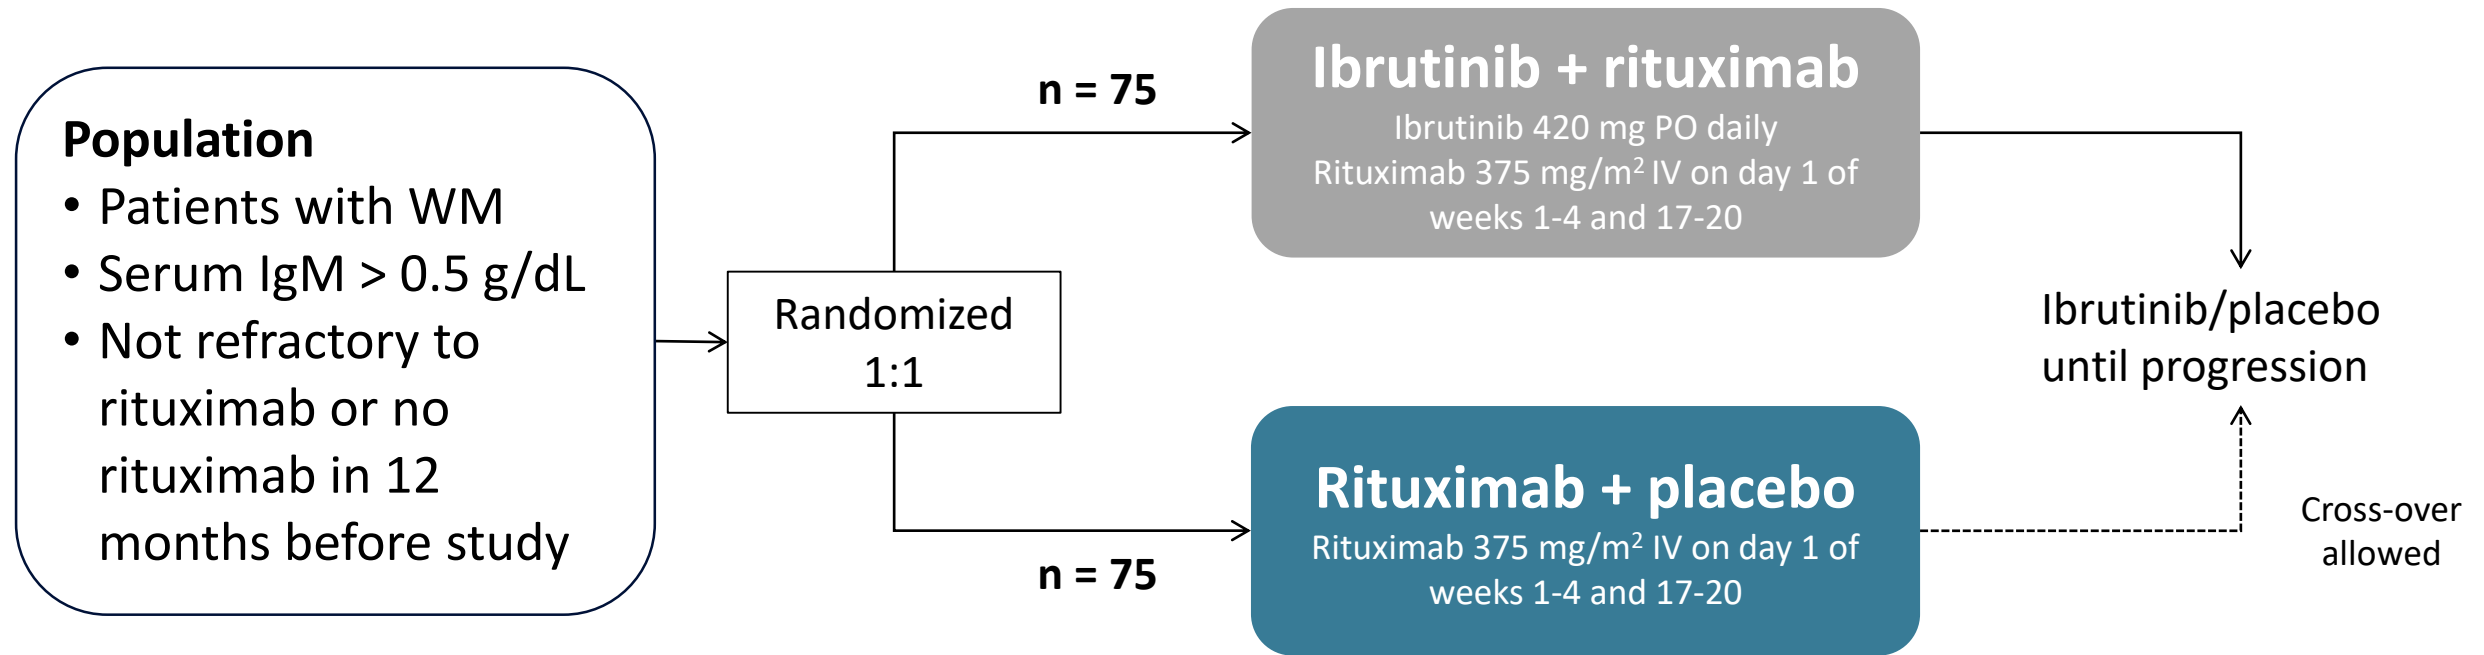 Population
• Patients with WM
• Serum IgM > 0.5 g/dL
• Not refractory to
rituximab or no
rituximab in 12
months before study
Randomized
1:1
n = 75
Ibrutinib + rituximab
Ibrutinib 420 mg PO daily
Rituximab 375 mg/m² IV on day 1 of
weeks 1-4 and 17-20
n = 75
Rituximab + placebo
Rituximab 375 mg/m² IV on day 1 of
weeks 1-4 and 17-20
Ibrutinib/placebo
until progression
Cross-over
allowed